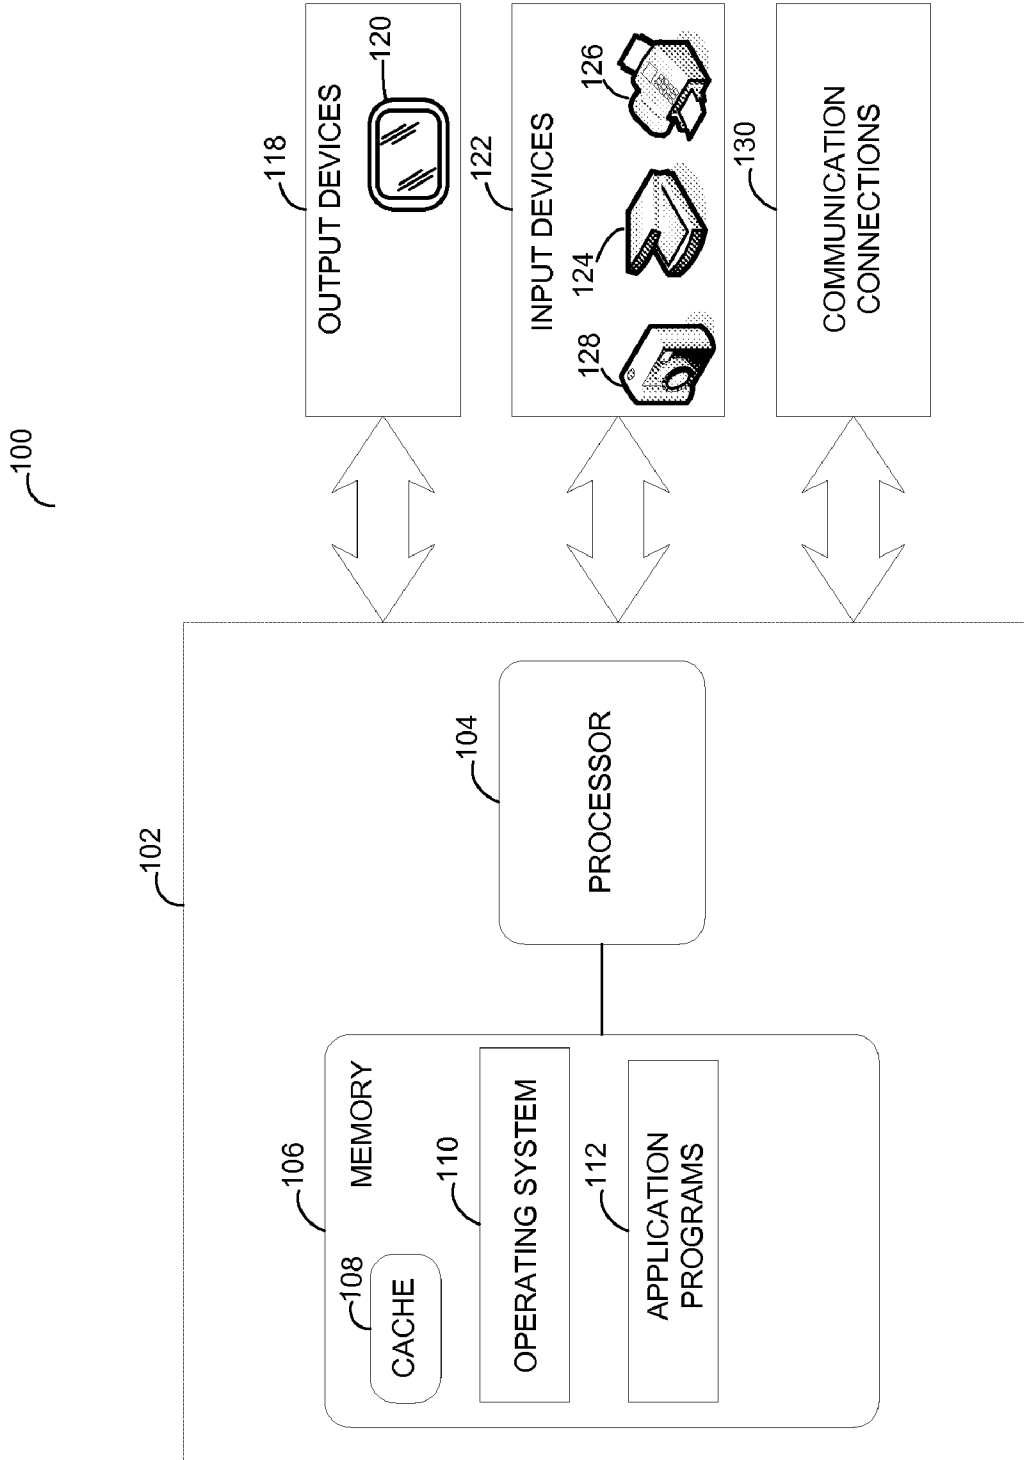 100
102
106
MEMORY
108
CACHE
110
OPERATING SYSTEM
112
APPLICATION
PROGRAMS
104
PROCESSOR
118
OUTPUT DEVICES
120
122
INPUT DEVICES
128
124
126
130
COMMUNICATION
CONNECTIONS